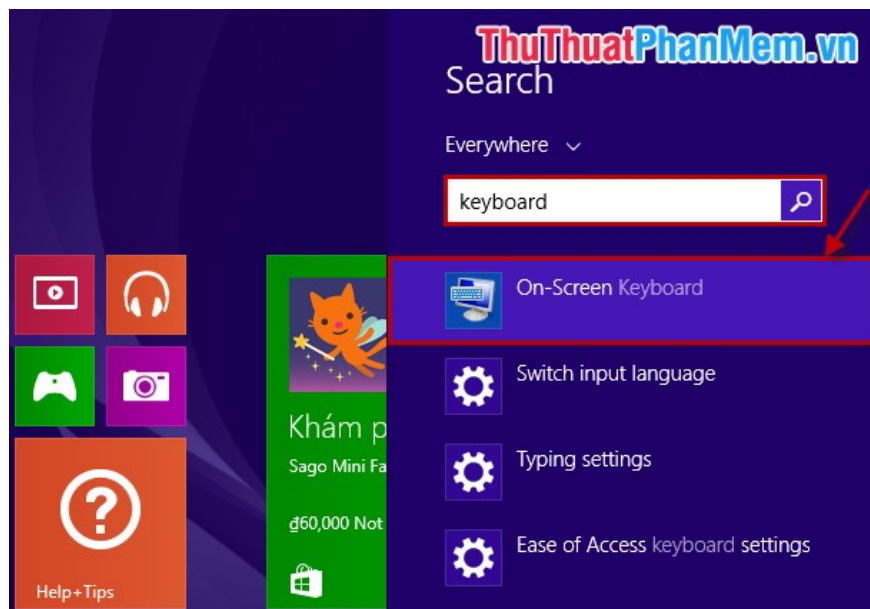 ThuThuatPhanMem.vn
Search
Everywhere
keyboard
On-Screen Keyboard
Switch input language
Typing settings
Ease of Access keyboard settings
Khám p
Sago Mini Fa
₫60,000 Not
Help+Tips